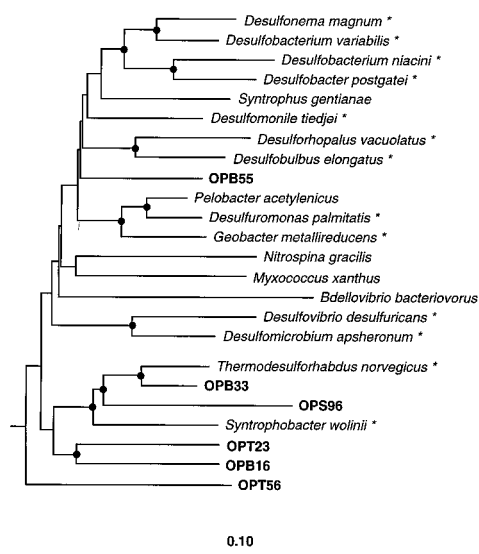 Desulfonema magnum *
Desulfobacterium variabilis *
Desulfobacterium niacini *
Desulfobacter postgatei *
Syntrophus gentianae
Desulfomonile tiedjei *
Desulforhopalus vacuolatus *
Desulfobulbus elongatus *
OPB55
Pelobacter acetylenicus
Desulfuromonas palmitatis *
Geobacter metallireducens *
Nitrospina gracilis
Myxococcus xanthus
Bdellovibrio bacteriovorus
Desulfovibrio desulfuricans *
Desulfomicrobium apsheronum *
Thermodesulforhabdus norvegicus *
OPB33
OPS96
Syntrophobacter wolinii *
OPT23
OPB16
OPT56
0.10